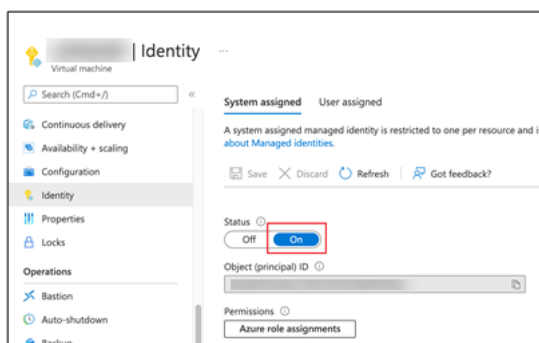 | Identity ...
Virtual machine
Search (Cmd+/)
«
Continuous delivery
Availability + scaling
Configuration
Identity
Properties
Locks
Operations
Bastion
Auto-shutdown
Backup
System assigned User assigned
A system assigned managed identity is restricted to one per resource and i
about Managed identities.
Save Discard Refresh Got feedback?
Status
Off On
Object (principal) ID
Permissions
Azure role assignments